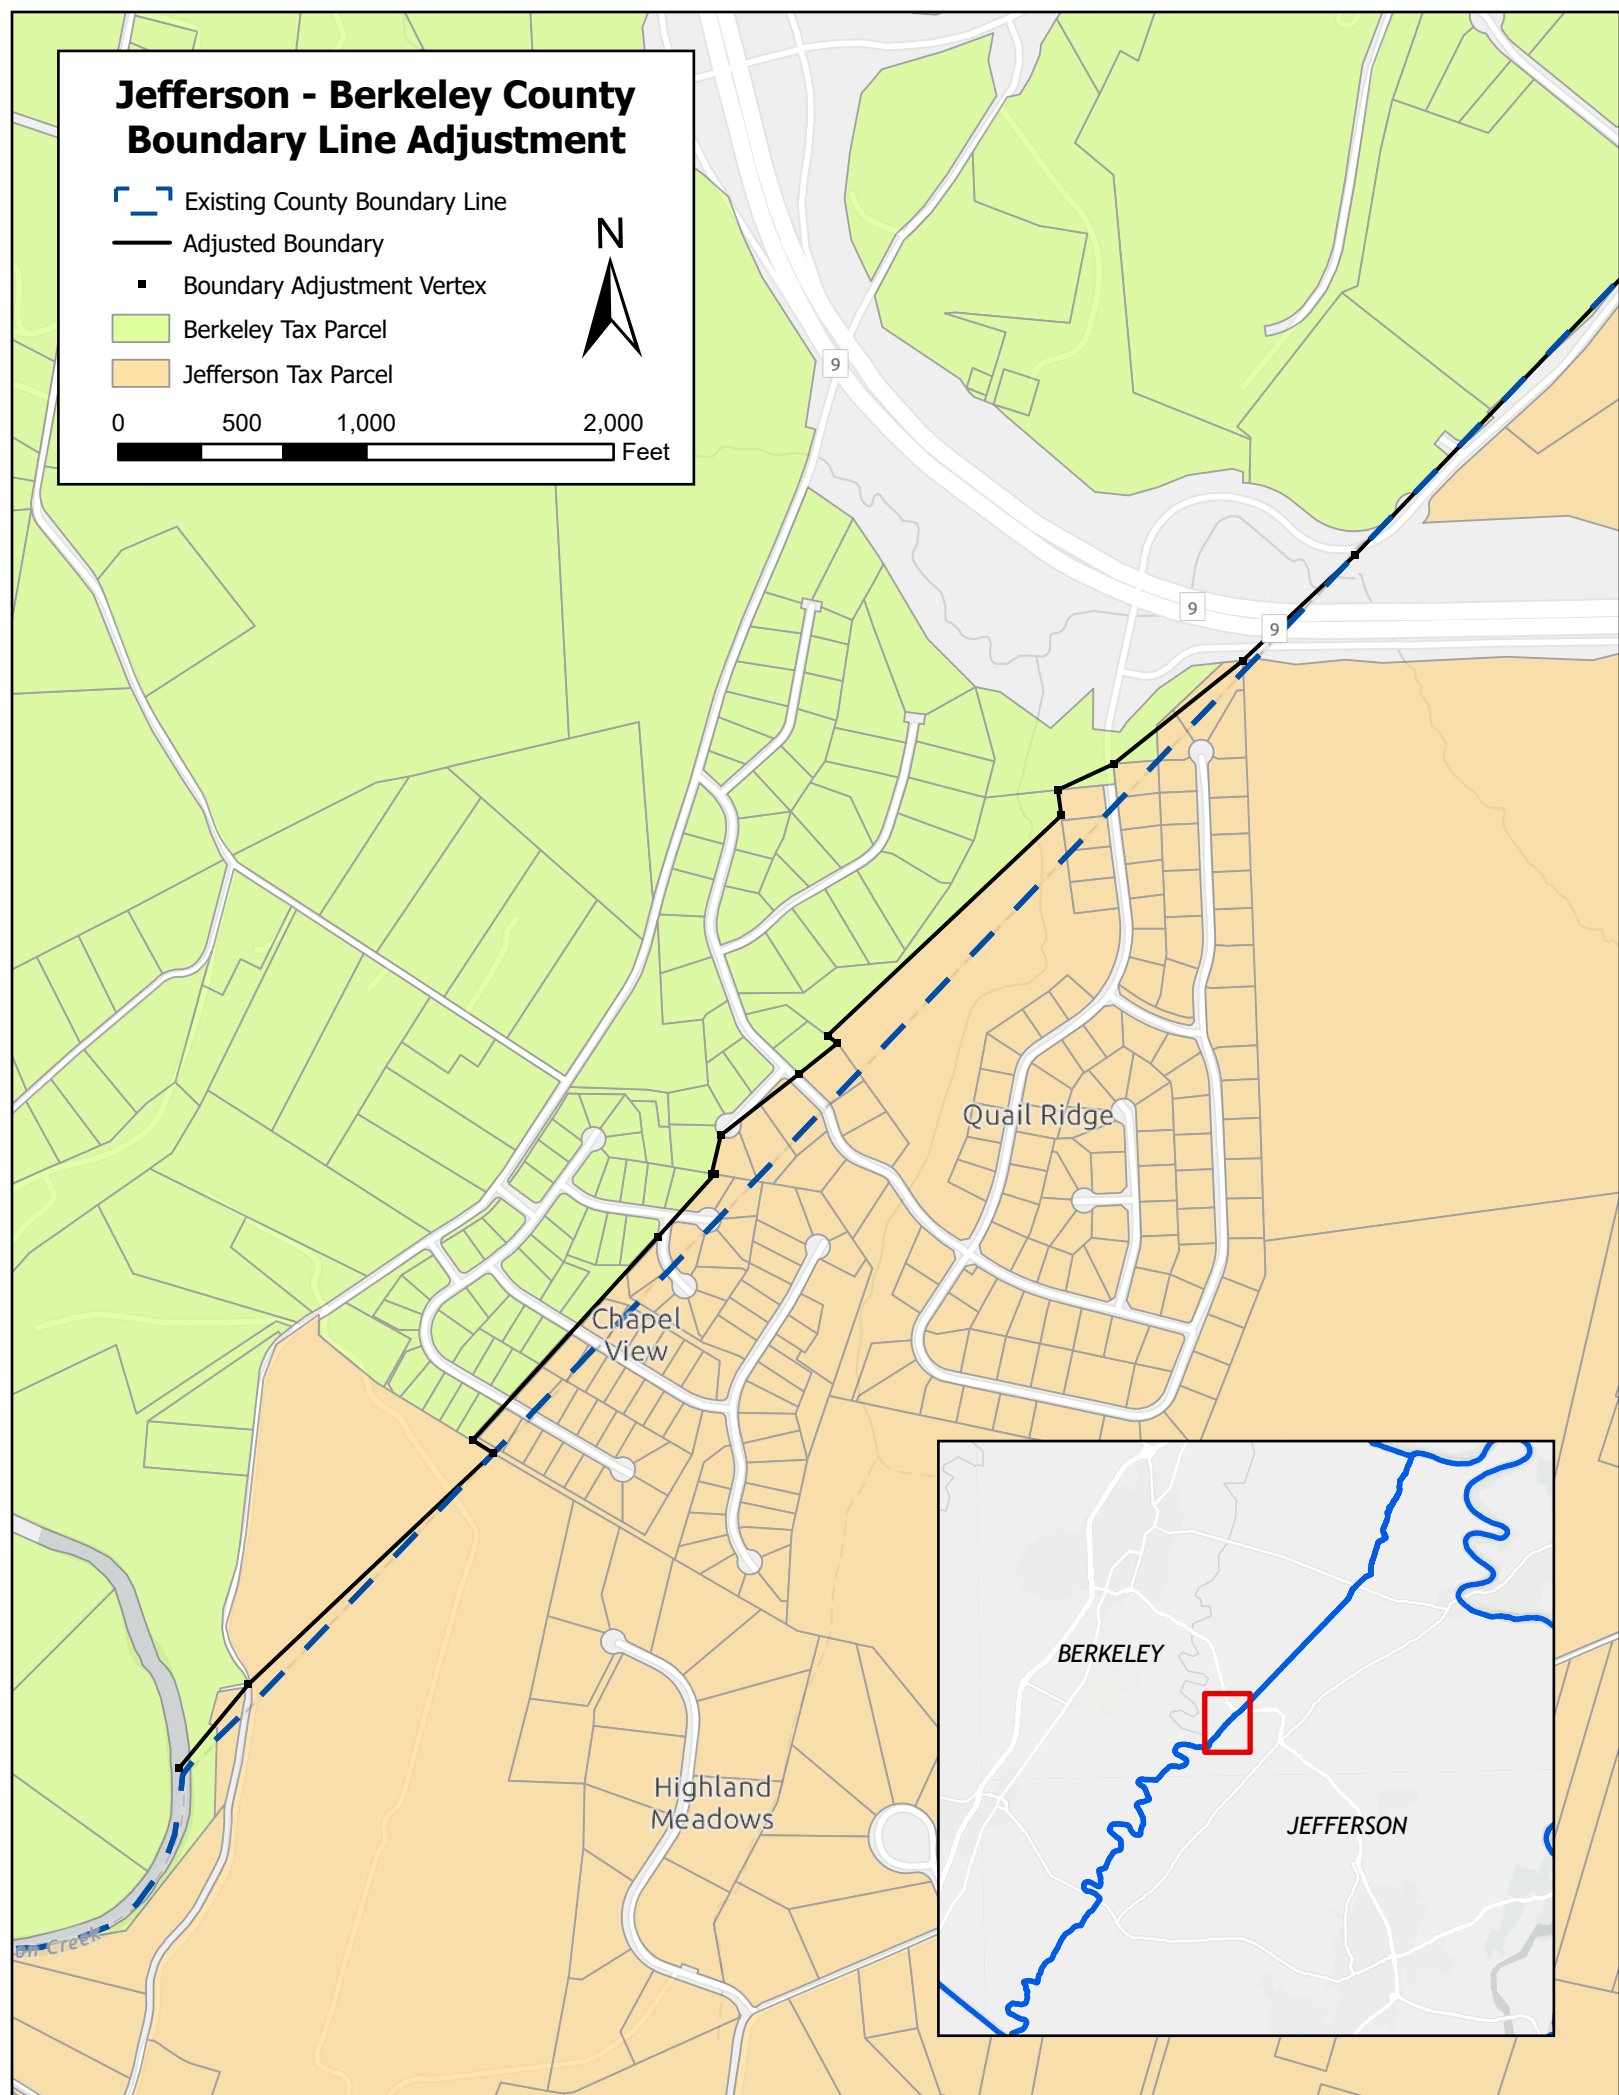 Jefferson - Berkeley County
Boundary Line Adjustment
Existing County Boundary Line
Adjusted Boundary
Boundary Adjustment Vertex
Berkeley Tax Parcel
Jefferson Tax Parcel
N
0 500 1,000 2,000
Feet
9
9
9
Quail Ridge
Chapel
View
Highland
Meadows
on Creek
BERKELEY
JEFFERSON